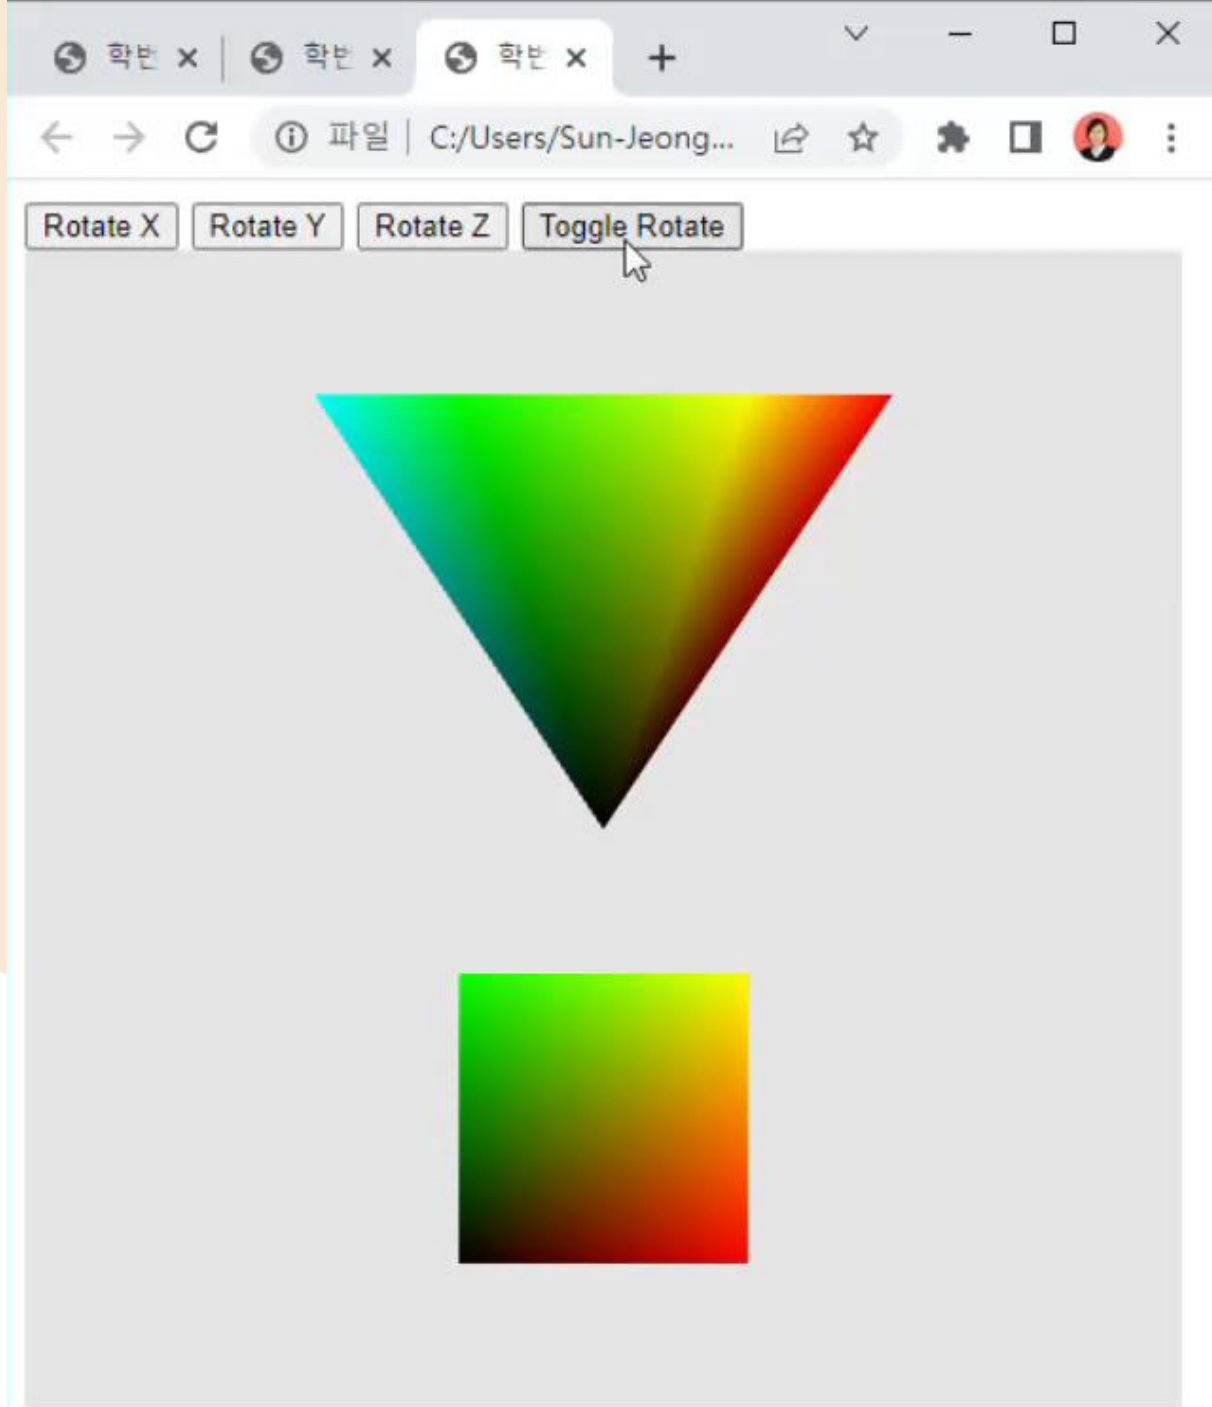 학번 학번 학번
파일 C:/Users/Sun-Jeong...
Rotate X Rotate Y Rotate Z Toggle Rotate